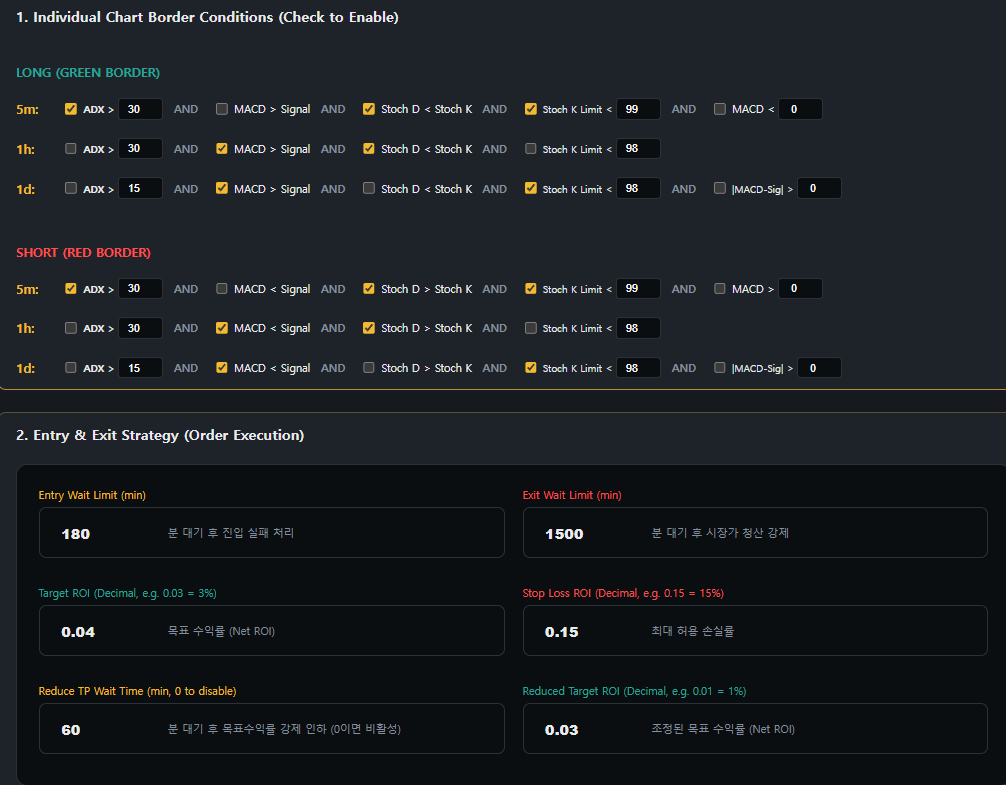 1. Individual Chart Border Conditions (Check to Enable)
LONG (GREEN BORDER)
5m: ADX > 30 AND MACD > Signal AND Stoch D < Stoch K AND Stoch K Limit < 99 AND MACD < 0
1h: ADX > 30 AND MACD > Signal AND Stoch D < Stoch K AND Stoch K Limit < 98
1d: ADX > 15 AND MACD > Signal AND Stoch D < Stoch K AND Stoch K Limit < 98 AND |MACD-Sig| > 0
SHORT (RED BORDER)
5m: ADX > 30 AND MACD < Signal AND Stoch D > Stoch K AND Stoch K Limit < 99 AND MACD > 0
1h: ADX > 30 AND MACD < Signal AND Stoch D > Stoch K AND Stoch K Limit < 98
1d: ADX > 15 AND MACD < Signal AND Stoch D > Stoch K AND Stoch K Limit < 98 AND |MACD-Sig| > 0
2. Entry & Exit Strategy (Order Execution)
Entry Wait Limit (min)
180 분 대기 후 진입 실패 처리
Exit Wait Limit (min)
1500 분 대기 후 시장가 청산 강제
Target ROI (Decimal, e.g. 0.03 = 3%)
0.04 목표 수익률 (Net ROI)
Stop Loss ROI (Decimal, e.g. 0.15 = 15%)
0.15 최대 허용 손실률
Reduce TP Wait Time (min, 0 to disable)
60 분 대기 후 목표수익률 강제 인하 (0이면 비활성)
Reduced Target ROI (Decimal, e.g. 0.01 = 1%)
0.03 조정된 목표 수익률 (Net ROI)